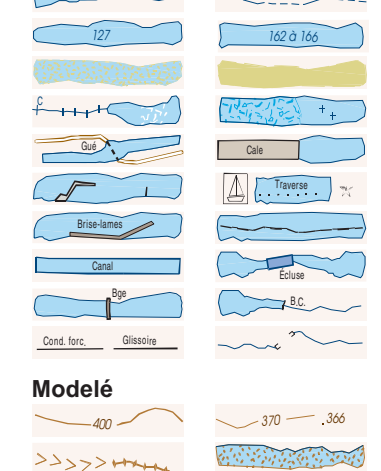 127
162 à 166
C
Gué
Cale
Traverse
Brise-lames
Canal
Écluse
Bge
B.C.
Cond. forc,
Glissoire
Modelé
400
370
.366